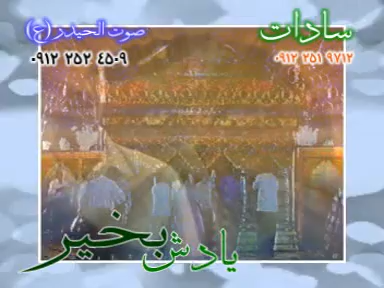 سادات
۰۹۱۲ ۲۵۱ ۹۷۱۲
صوت الحیدر (ع)
۰۹۱۲ ۲۵۲ ۴۵۰۹
یادش بخیر